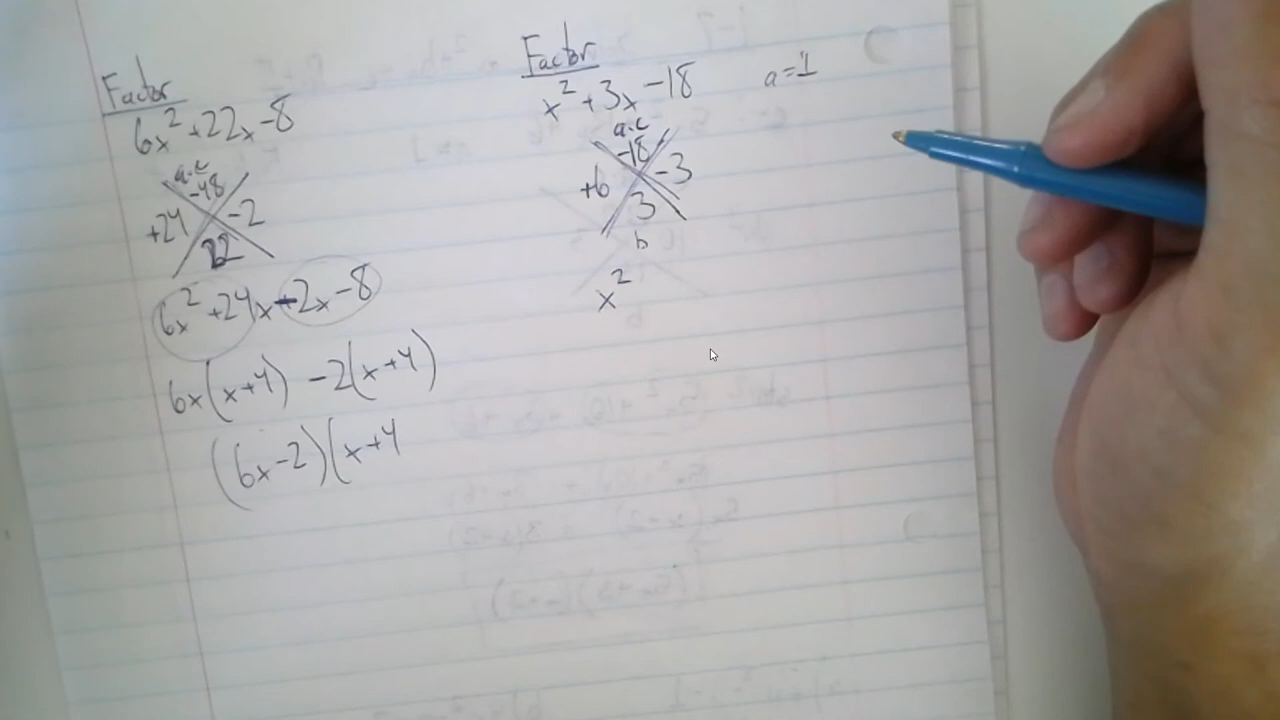 Factor
6x² + 22x - 8
a·c
-48
+24 -2
22
6x² + 24x - 2x - 8
6x(x+4) - 2(x+4)
(6x-2)(x+4
Factor
x² + 3x - 18
a=1
a·c
-18
+6 -3
3
b
x²